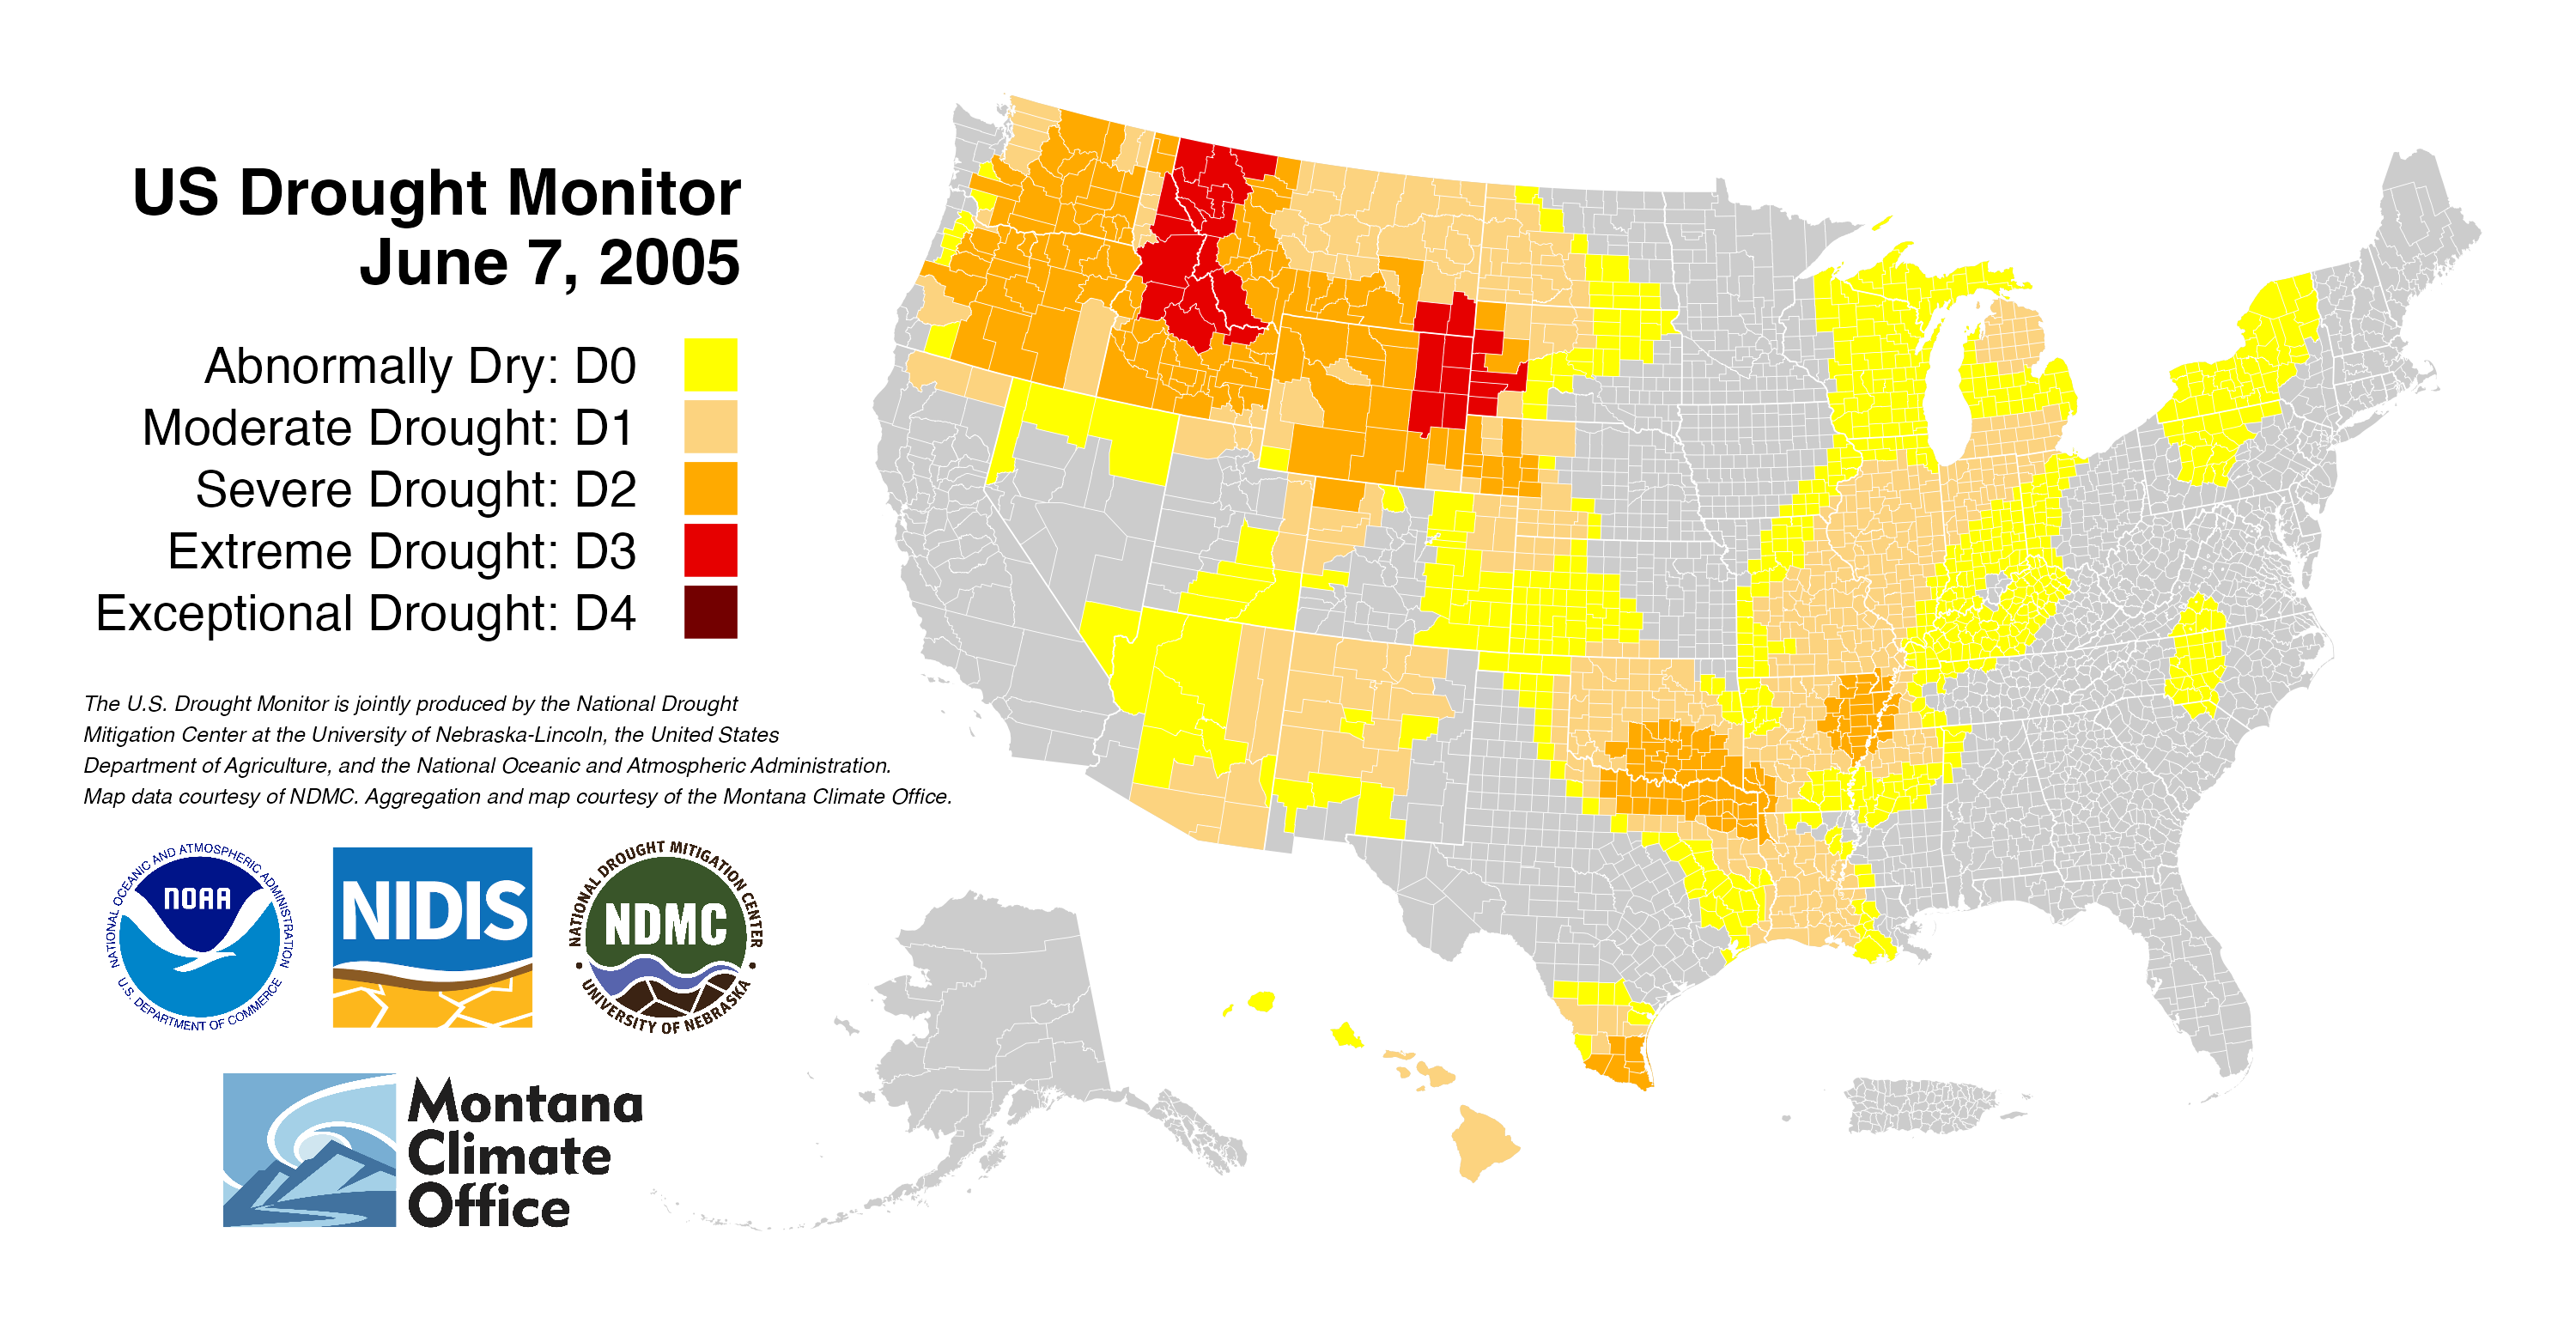 US Drought Monitor
June 7, 2005
Abnormally Dry: D0
Moderate Drought: D1
Severe Drought: D2
Extreme Drought: D3
Exceptional Drought: D4
The U.S. Drought Monitor is jointly produced by the National Drought
Mitigation Center at the University of Nebraska-Lincoln, the United States
Department of Agriculture, and the National Oceanic and Atmospheric Administration.
Map data courtesy of NDMC. Aggregation and map courtesy of the Montana Climate Office.
NATIONAL OCEANIC AND ATMOSPHERIC ADMINISTRATION
NOAA
U.S. DEPARTMENT OF COMMERCE
NIDIS
NATIONAL DROUGHT MITIGATION CENTER
NDMC
UNIVERSITY OF NEBRASKA
Montana
Climate
Office